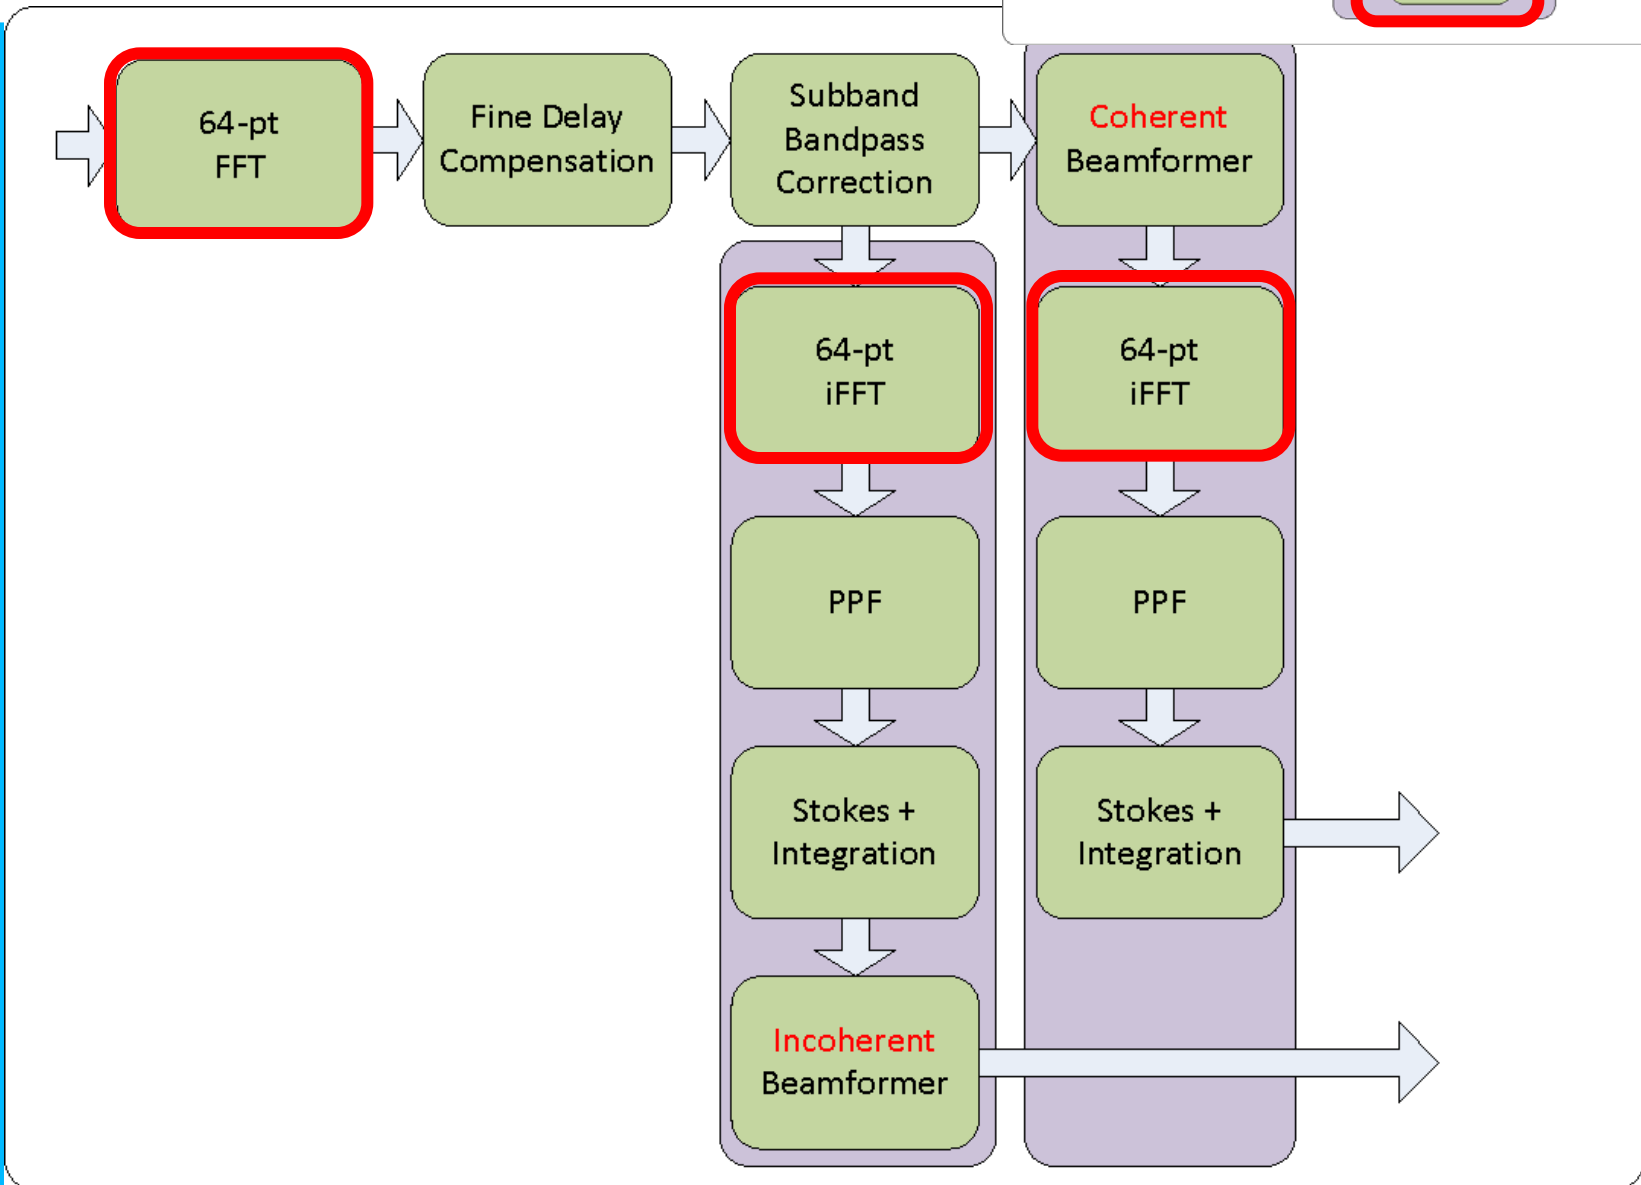 64-pt
FFT
Fine Delay
Compensation
Subband
Bandpass
Correction
Coherent
Beamformer
64-pt
iFFT
64-pt
iFFT
PPF
PPF
Stokes +
Integration
Stokes +
Integration
Incoherent
Beamformer